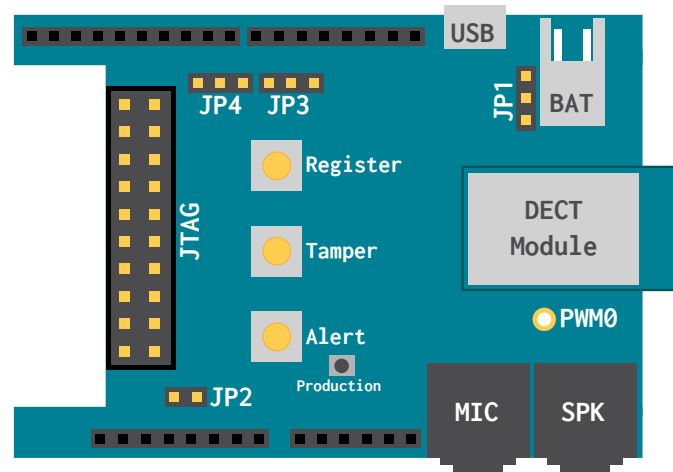 USB
BAT
JP1
JP4
JP3
Register
JTAG
DECT
Module
Tamper
PWM0
Alert
Production
JP2
MIC
SPK